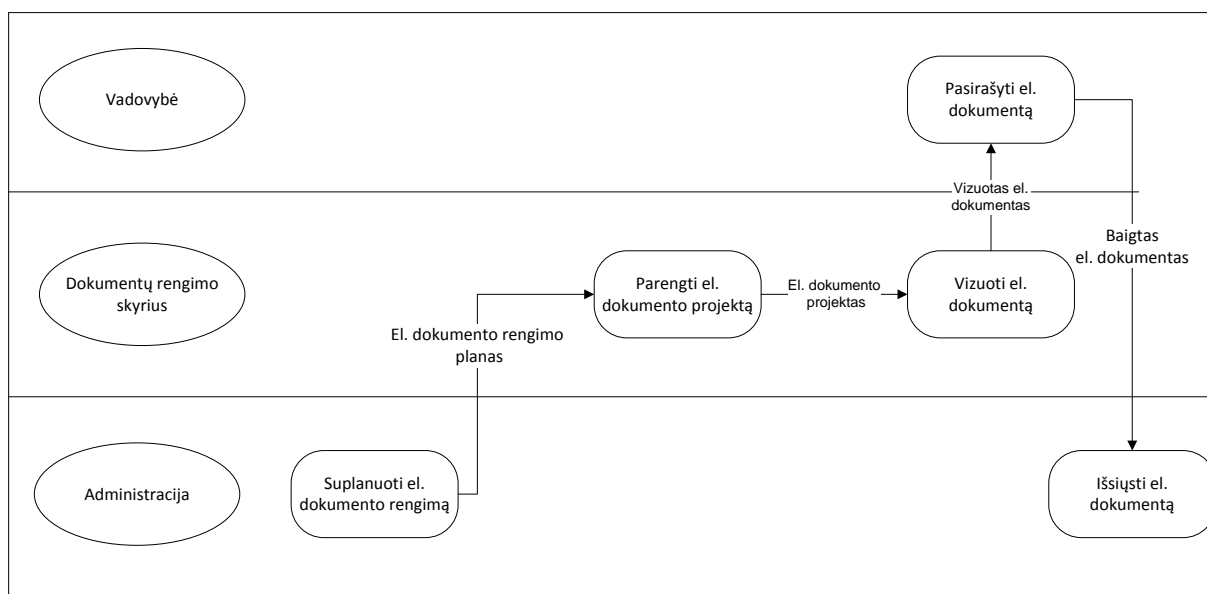 Vadovybė
Pasirašyti el.
dokumentą
Vizuotas el.
dokumentas
Dokumentų rengimo
skyrius
El. dokumento rengimo
planas
Parengti el.
dokumento projektą
El. dokumento
projektas
Vizuoti el.
dokumentą
Baigtas
el. dokumentas
Administracija
Suplanuoti el.
dokumento rengimą
Išsiųsti el.
dokumentą